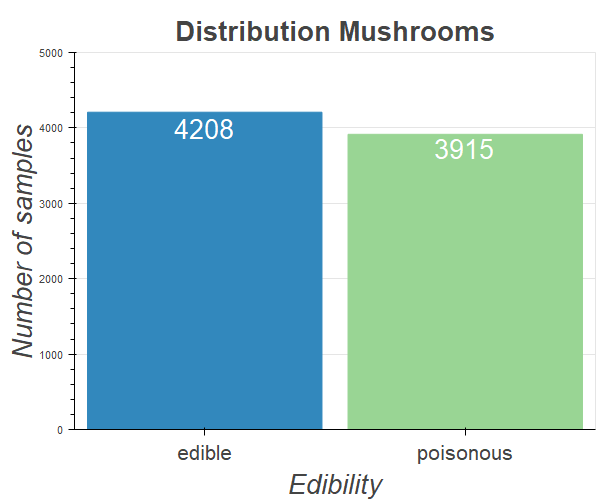 Distribution Mushrooms
5000
4000
3000
2000
1000
0
Number of samples
4208
3915
edible
poisonous
Edibility